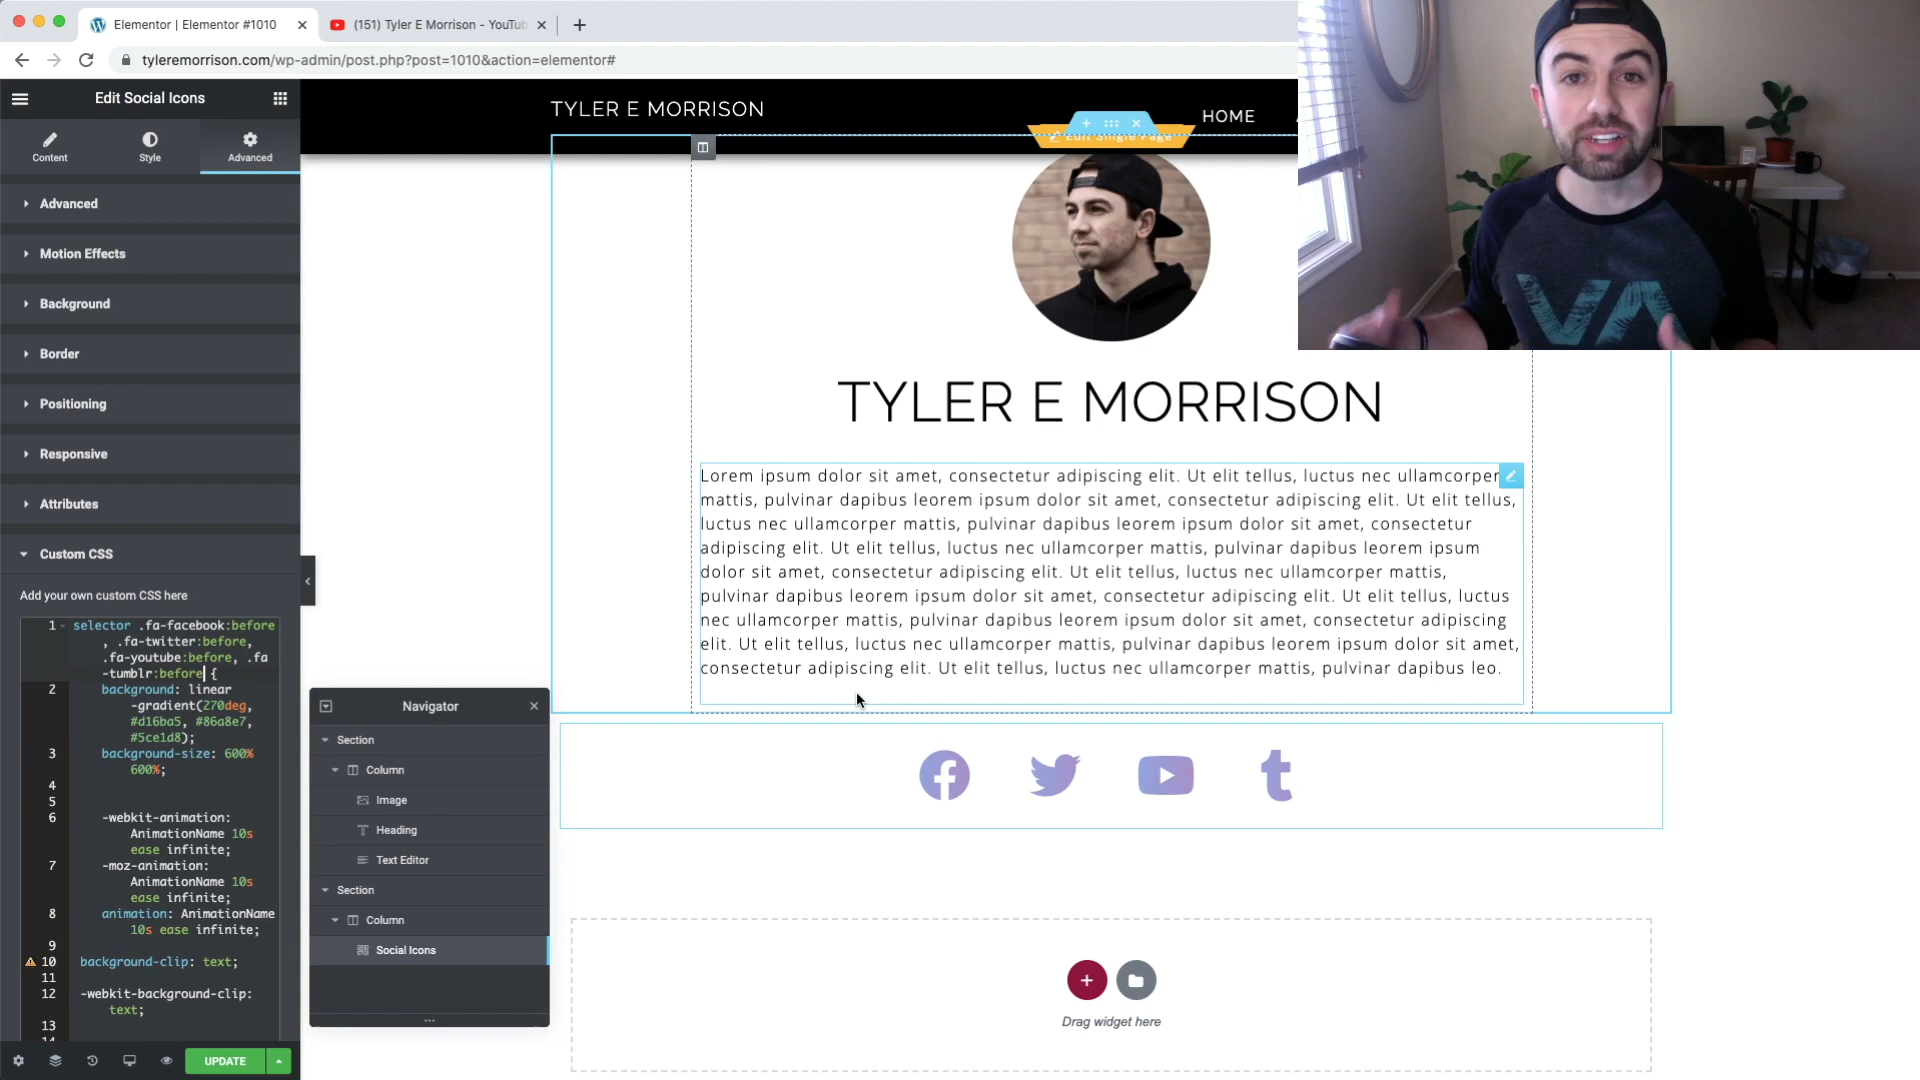 Elementor | Elementor #1010
(151) Tyler E Morrison - YouTub
tyleremorrison.com/wp-admin/post.php?post=1010&action=elementor#
Edit Social Icons
Content
Style
Advanced
Advanced
Motion Effects
Background
Border
Positioning
Responsive
Attributes
Custom CSS
Add your own custom CSS here
1 selector .fa-facebook:before
, .fa-twitter:before,
.fa-youtube:before, .fa
-tumblr:before {
2 background: linear
-gradient(270deg,
#d16ba5, #86a8e7,
#5ce1d8);
3 background-size: 600%
600%;
4
5
6 -webkit-animation:
AnimationName 10s
ease infinite;
7 -moz-animation:
AnimationName 10s
ease infinite;
8 animation: AnimationName
10s ease infinite;
9
10 background-clip: text;
11
12 -webkit-background-clip:
text;
13
14
UPDATE
TYLER E MORRISON
HOME
Edit Single Page
TYLER E MORRISON
Lorem ipsum dolor sit amet, consectetur adipiscing elit. Ut elit tellus, luctus nec ullamcorper
mattis, pulvinar dapibus leorem ipsum dolor sit amet, consectetur adipiscing elit. Ut elit tellus,
luctus nec ullamcorper mattis, pulvinar dapibus leorem ipsum dolor sit amet, consectetur
adipiscing elit. Ut elit tellus, luctus nec ullamcorper mattis, pulvinar dapibus leorem ipsum
dolor sit amet, consectetur adipiscing elit. Ut elit tellus, luctus nec ullamcorper mattis,
pulvinar dapibus leorem ipsum dolor sit amet, consectetur adipiscing elit. Ut elit tellus, luctus
nec ullamcorper mattis, pulvinar dapibus leorem ipsum dolor sit amet, consectetur adipiscing
elit. Ut elit tellus, luctus nec ullamcorper mattis, pulvinar dapibus leorem ipsum dolor sit amet,
consectetur adipiscing elit. Ut elit tellus, luctus nec ullamcorper mattis, pulvinar dapibus leo.
Navigator
Section
Column
Image
Heading
Text Editor
Section
Column
Social Icons
Drag widget here